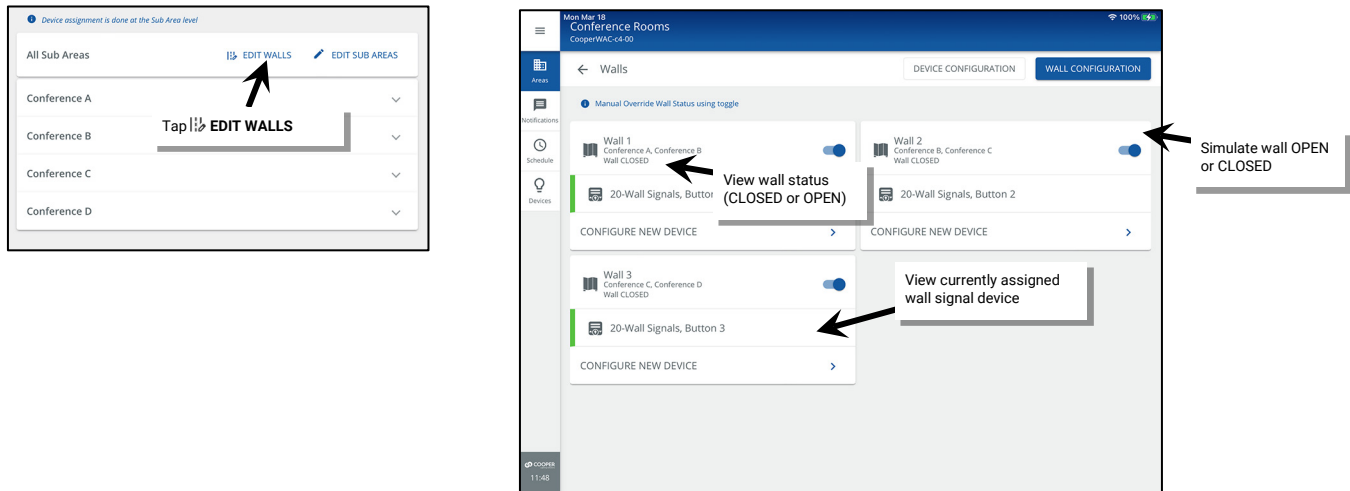 Device assignment is done at the Sub Area level
All Sub Areas EDIT WALLS EDIT SUB AREAS
Conference A
Conference B
Conference C
Conference D
Tap EDIT WALLS
Mon Mar 18 100%
Conference Rooms
CooperWAC-c4-00
Areas
Notifications
Schedule
Devices
Walls DEVICE CONFIGURATION WALL CONFIGURATION
Manual Override Wall Status using toggle
Wall 1
Conference A, Conference B
Wall CLOSED
20-Wall Signals, Button
CONFIGURE NEW DEVICE
View wall status
(CLOSED or OPEN)
Wall 2
Conference B, Conference C
Wall CLOSED
20-Wall Signals, Button 2
CONFIGURE NEW DEVICE
Simulate wall OPEN
or CLOSED
Wall 3
Conference C, Conference D
Wall CLOSED
20-Wall Signals, Button 3
CONFIGURE NEW DEVICE
View currently assigned
wall signal device
COOPER
11:48